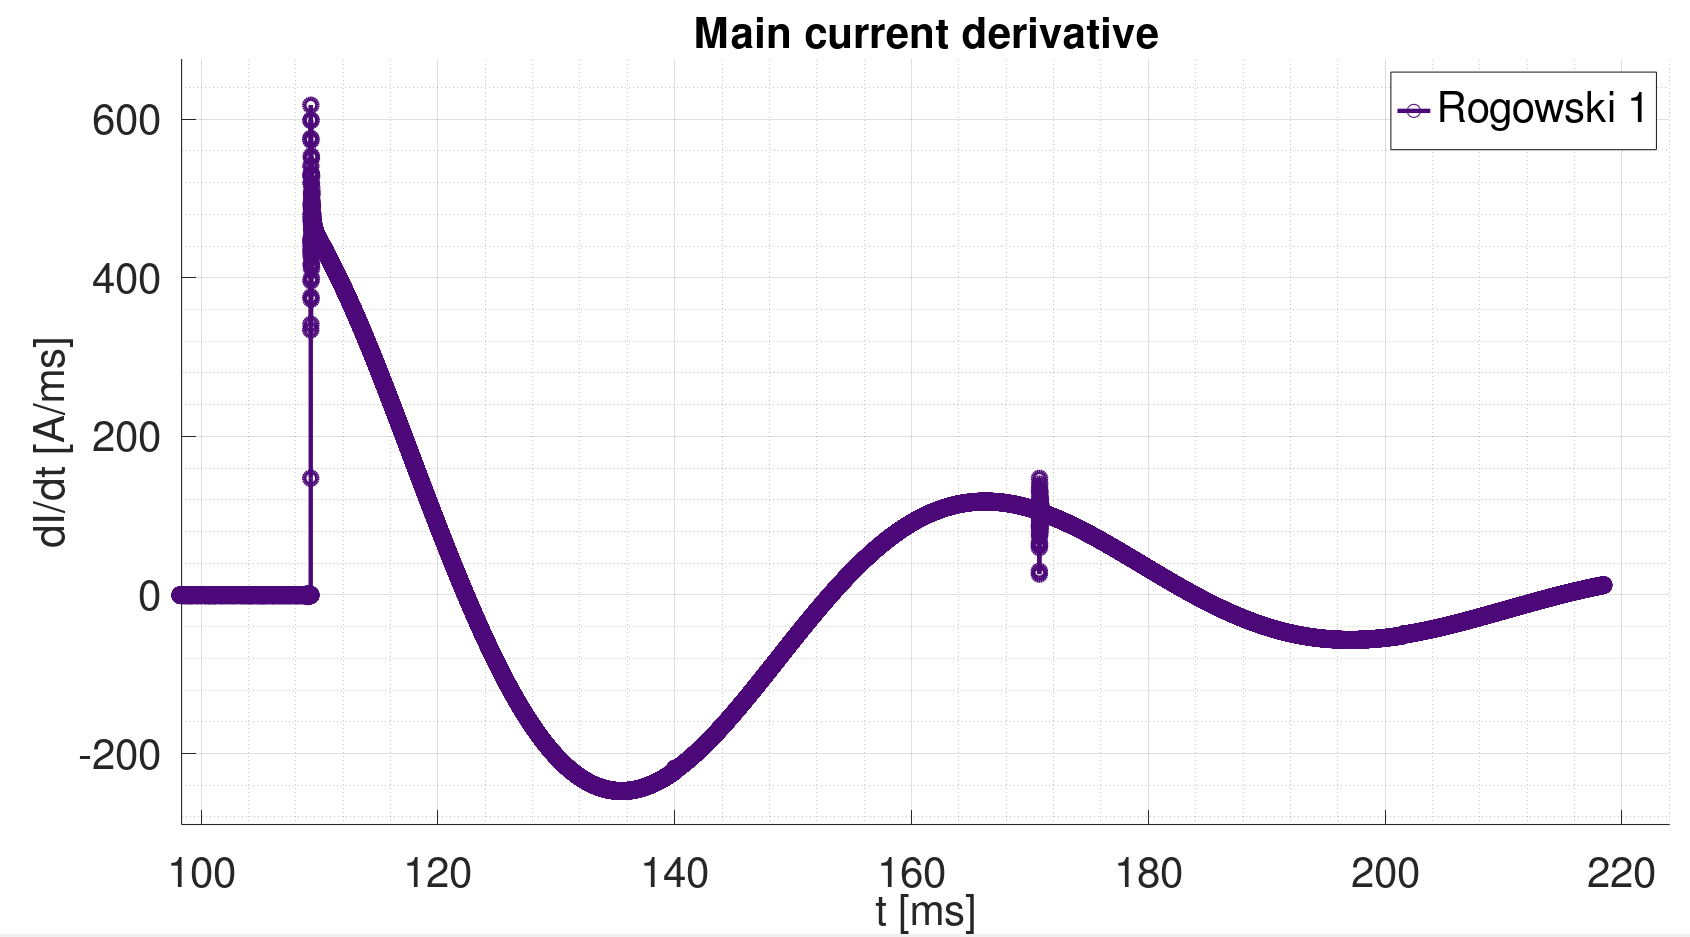 Main current derivative
Rogowski 1
600
400
200
0
-200
dI/dt [A/ms]
100 120 140 160 180 200 220
t [ms]